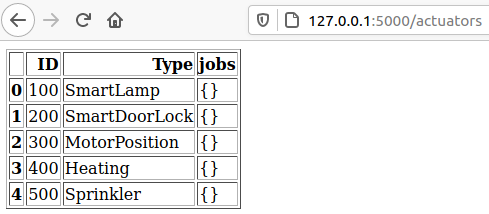 127.0.0.1:5000/actuators
ID Type jobs
0 100 SmartLamp {}
1 200 SmartDoorLock {}
2 300 MotorPosition {}
3 400 Heating {}
4 500 Sprinkler {}